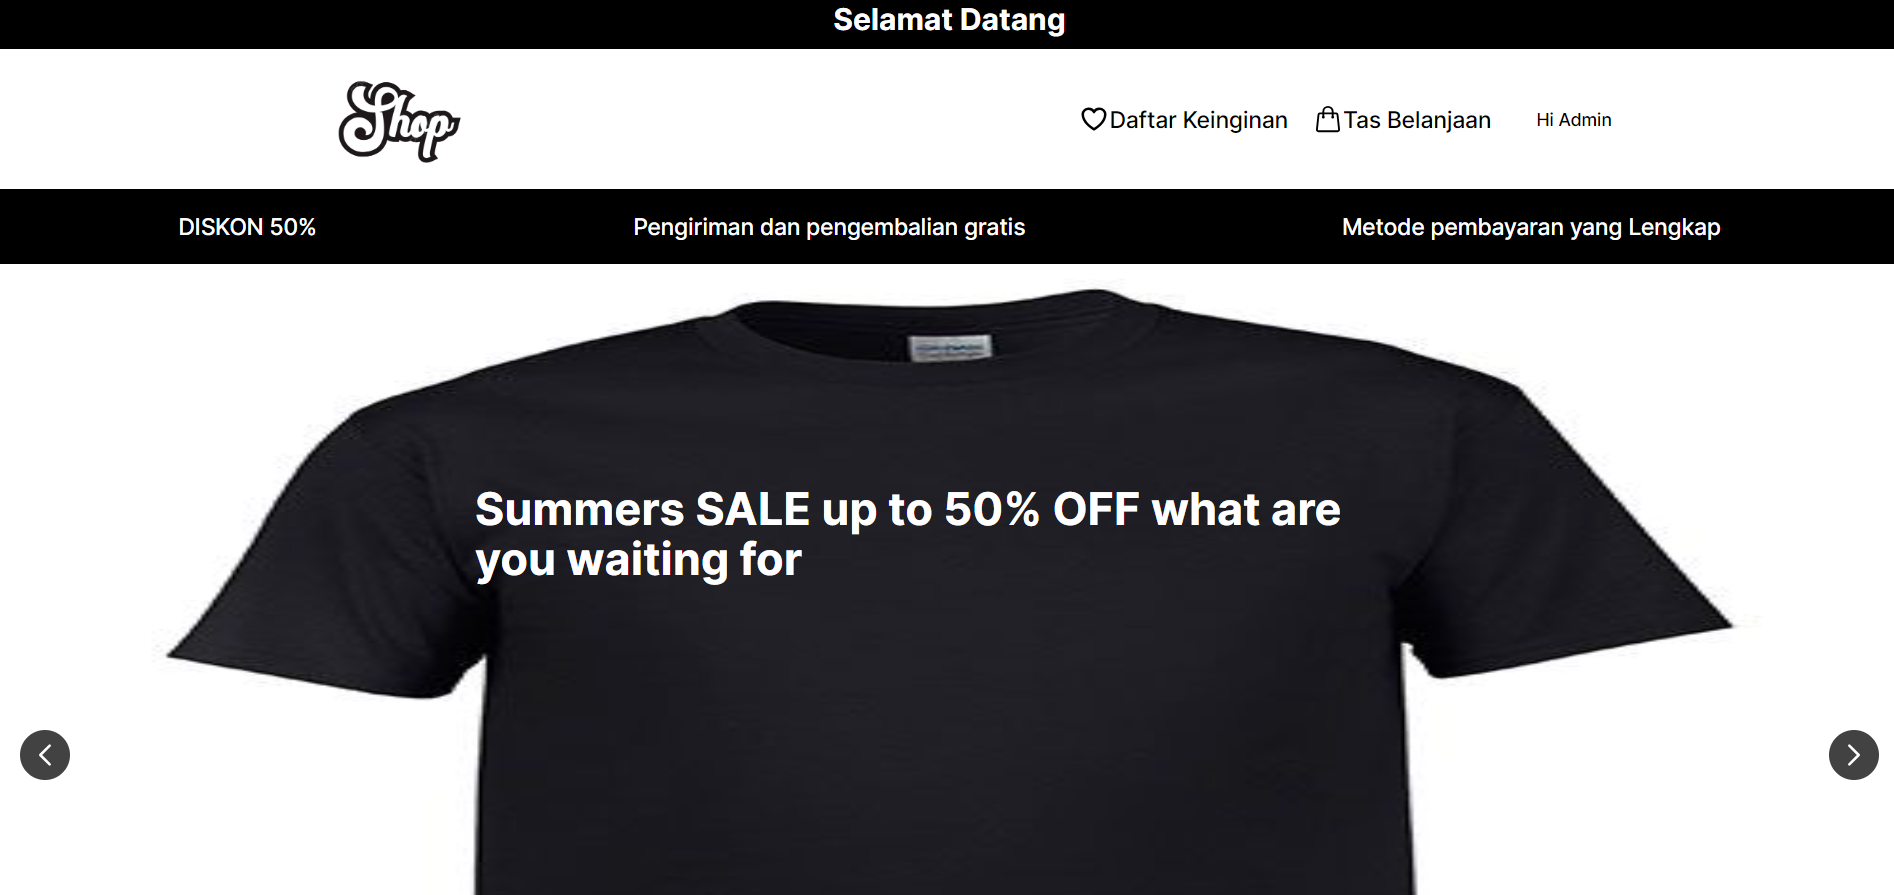 Selamat Datang
Shop
Daftar Keinginan
Tas Belanjaan
Hi Admin
DISKON 50%
Pengiriman dan pengembalian gratis
Metode pembayaran yang Lengkap
Summers SALE up to 50% OFF what are
you waiting for